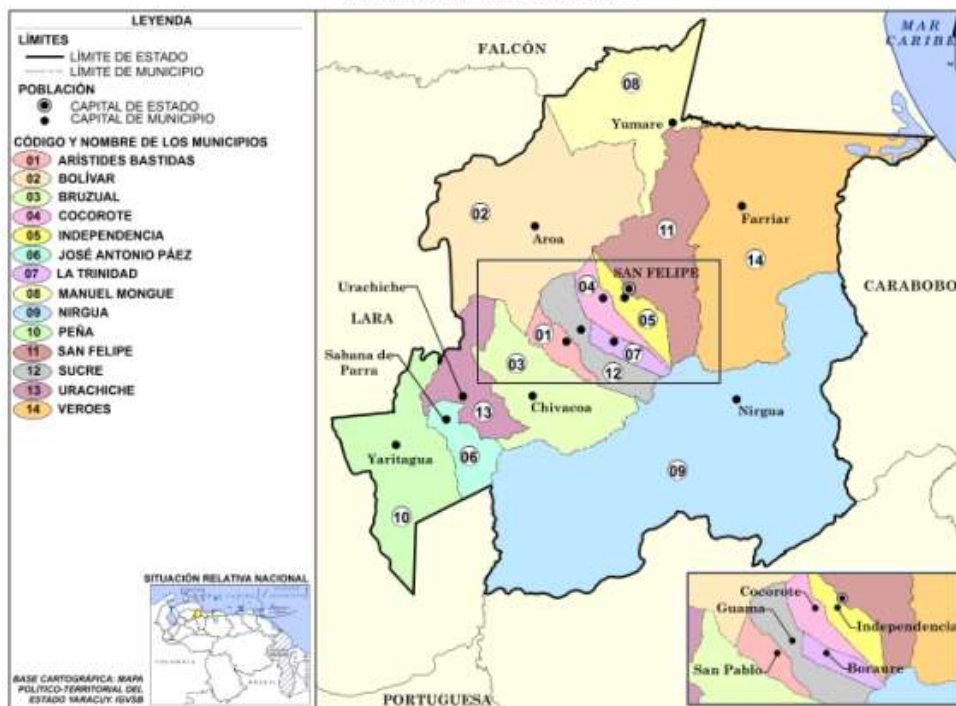 LEYENDA
LÍMITES
LÍMITE DE ESTADO
LÍMITE DE MUNICIPIO
POBLACIÓN
CAPITAL DE ESTADO
CAPITAL DE MUNICIPIO
CÓDIGO Y NOMBRE DE LOS MUNICIPIOS
01 ARÍSTIDES BASTIDAS
02 BOLÍVAR
03 BRUZUAL
04 COCOROTE
05 INDEPENDENCIA
06 JOSÉ ANTONIO PÁEZ
07 LA TRINIDAD
08 MANUEL MONGUE
09 NIRGUA
10 PEÑA
11 SAN FELIPE
12 SUCRE
13 URACHICHE
14 VEROES
SITUACIÓN RELATIVA NACIONAL
BASE CARTOGRÁFICA: MAPA
POLÍTICO-TERRITORIAL DEL
ESTADO YARACUY. IGVSB
MAR
CARIBE
FALCÓN
08
Yumare
02
Aroa
11
Farriar
14
SAN FELIPE
CARABOBO
04
05
Urachiche
LARA
01
07
03
12
Sabana de
Parra
13
Chivacoa
Nirgua
Yaritagua
06
09
10
PORTUGUESA
Cocorote
Guama
Independencia
San Pablo
Boraure